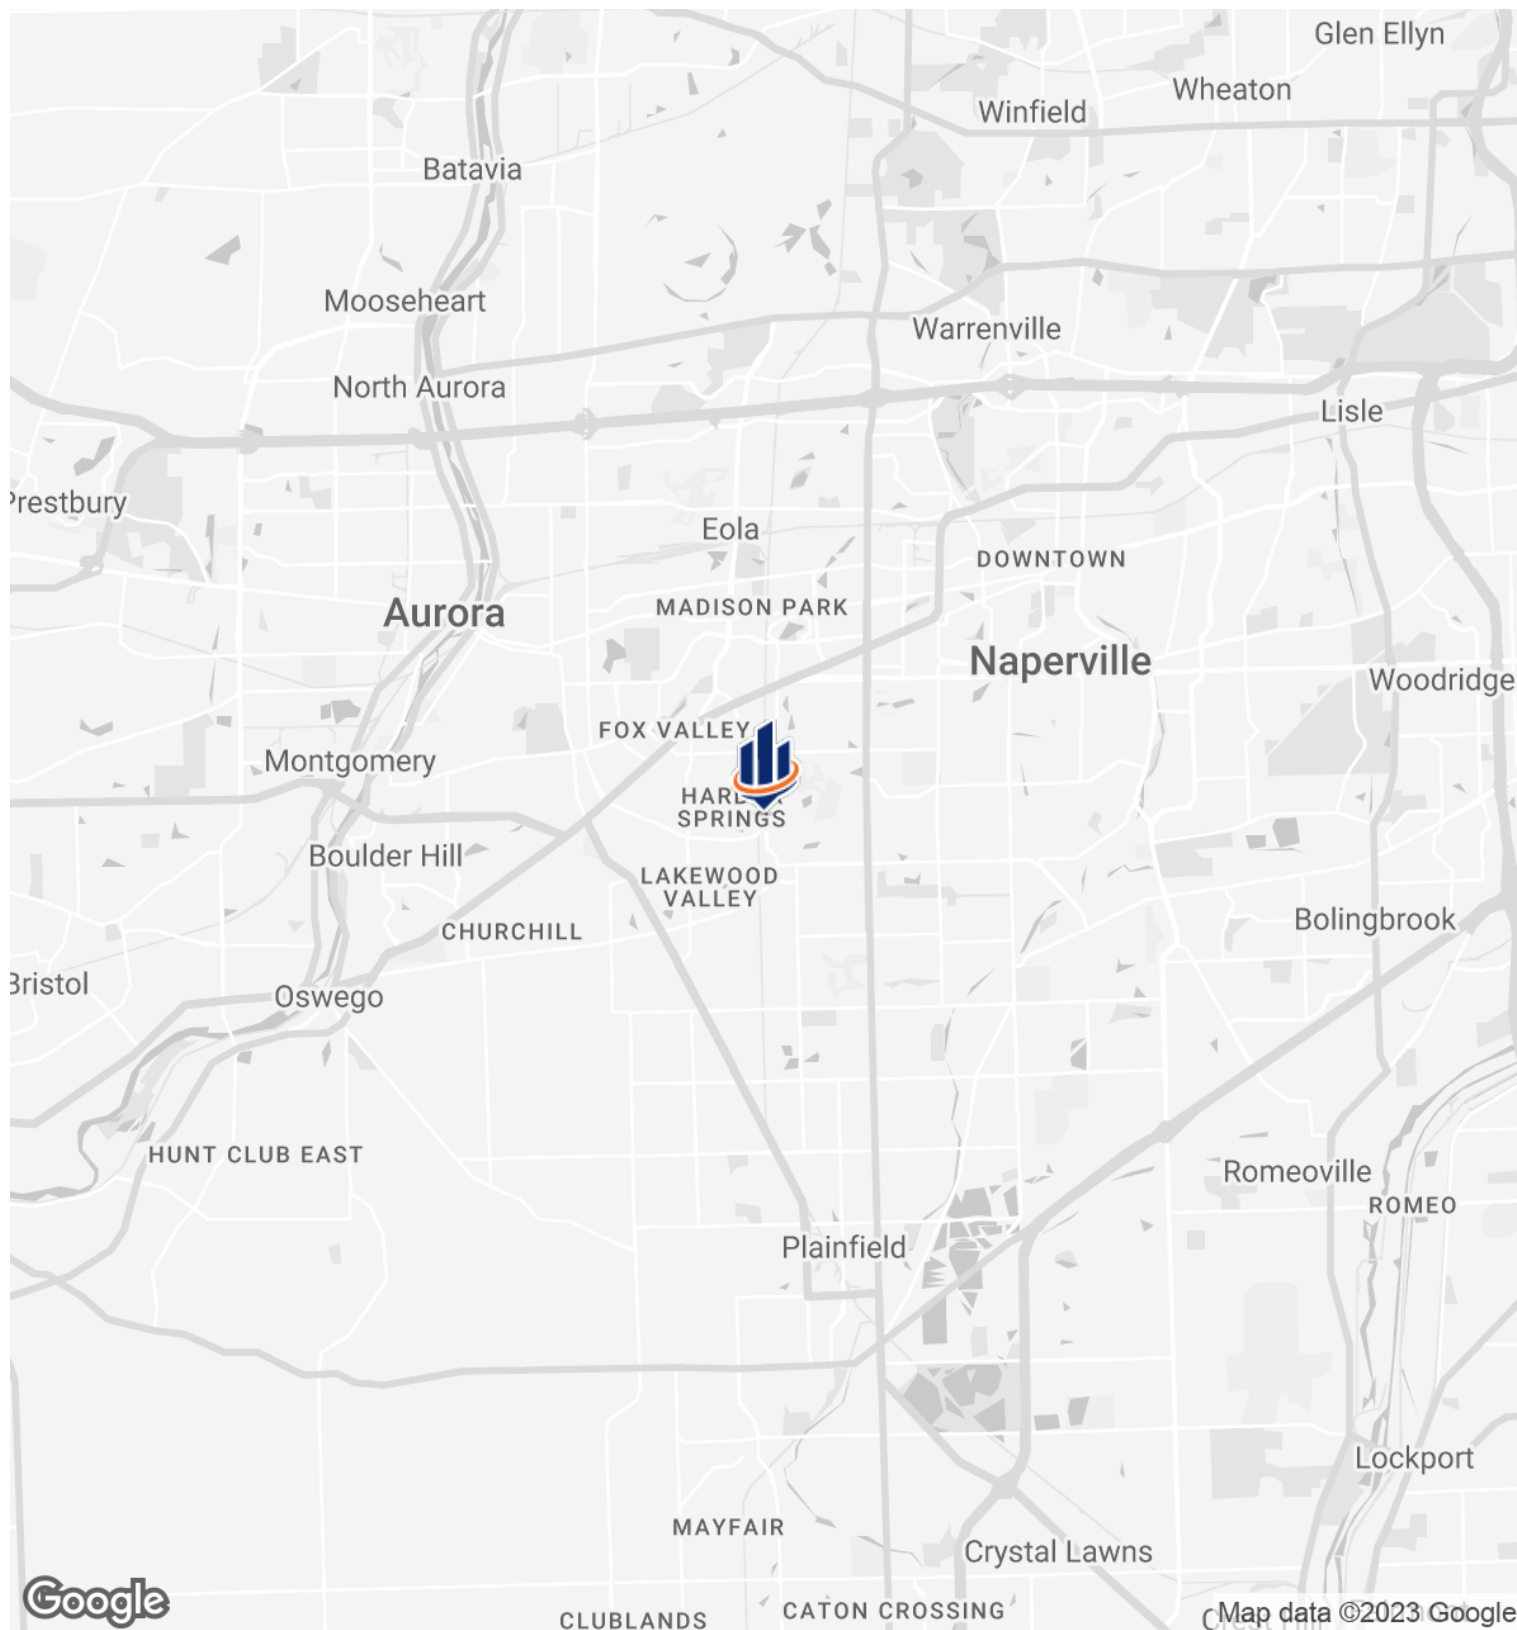 Glen Ellyn
Wheaton
Winfield
Batavia
Mooseheart
Warrenville
North Aurora
Lisle
Prestbury
Eola
DOWNTOWN
MADISON PARK
Aurora
Naperville
Woodridge
FOX VALLEY
Montgomery
SPRINGS
Boulder Hill
LAKEWOOD
VALLEY
Bolingbrook
CHURCHILL
Bristol
Oswego
HUNT CLUB EAST
Romeoville
ROMEO
Plainfield
Lockport
MAYFAIR
Crystal Lawns
Google
CATON CROSSING
CLUBLANDS
Map data ©2023 Google